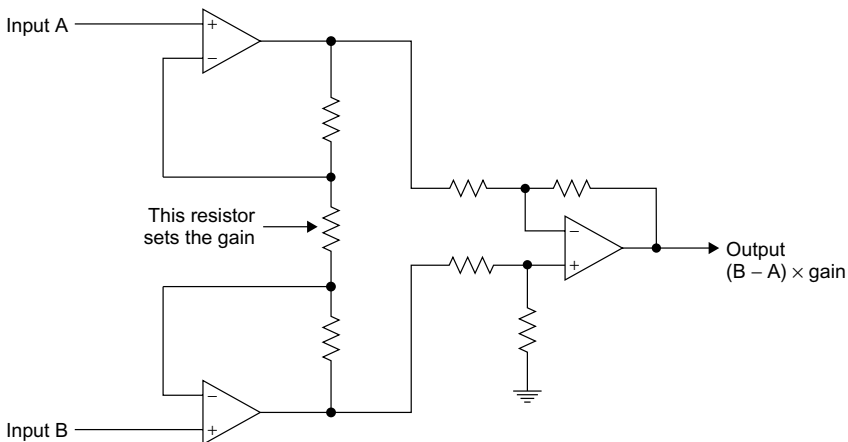 Input A
+
−
This resistor
sets the gain
−
+
Output
(B – A) × gain
−
+
Input B